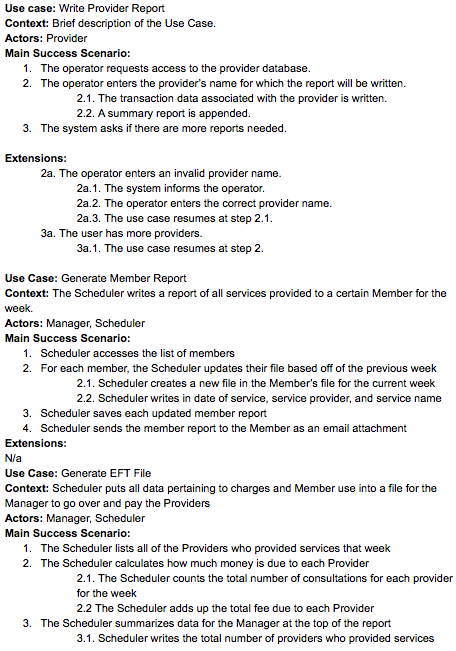 Use case: Write Provider Report
Context: Brief description of the Use Case.
Actors: Provider
Main Success Scenario:
1. The operator requests access to the provider database.
2. The operator enters the provider's name for which the report will be written.
2.1. The transaction data associated with the provider is written.
2.2. A summary report is appended.
3. The system asks if there are more reports needed.
Extensions:
2a. The operator enters an invalid provider name.
2a.1. The system informs the operator.
2a.2. The operator enters the correct provider name.
2a.3. The use case resumes at step 2.1.
3a. The user has more providers.
3a.1. The use case resumes at step 2.
Use Case: Generate Member Report
Context: The Scheduler writes a report of all services provided to a certain Member for the
week.
Actors: Manager, Scheduler
Main Success Scenario:
1. Scheduler accesses the list of members
2. For each member, the Scheduler updates their file based off of the previous week
2.1. Scheduler creates a new file in the Member's file for the current week
2.2. Scheduler writes in date of service, service provider, and service name
3. Scheduler saves each updated member report
4. Scheduler sends the member report to the Member as an email attachment
Extensions:
N/a
Use Case: Generate EFT File
Context: Scheduler puts all data pertaining to charges and Member use into a file for the
Manager to go over and pay the Providers
Actors: Manager, Scheduler
Main Success Scenario:
1. The Scheduler lists all of the Providers who provided services that week
2. The Scheduler calculates how much money is due to each Provider
2.1. The Scheduler counts the total number of consultations for each provider
for the week
2.2 The Scheduler adds up the total fee due to each Provider
3. The Scheduler summarizes data for the Manager at the top of the report
3.1. Scheduler writes the total number of providers who provided services